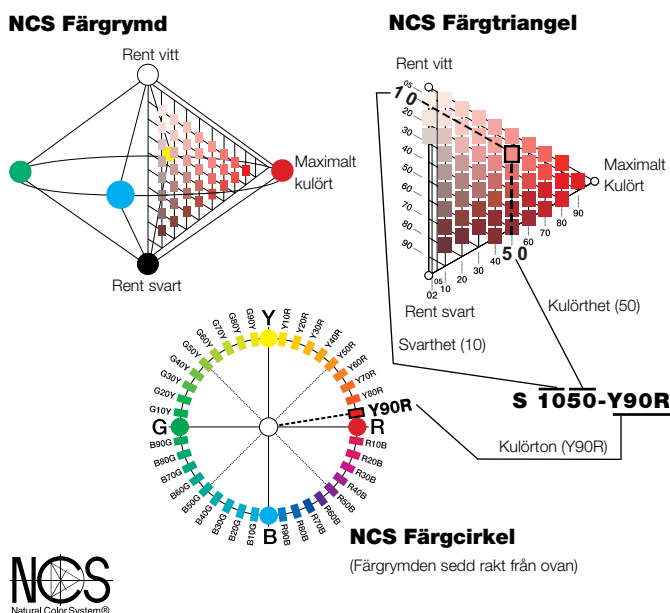 NCS Färgrymd
Rent vitt
Maximalt
kulört
Rent svart
NCS Färgtriangel
Rent vitt
05
10
20
30
40
50
60
70
80
90
Maximalt
Kulört
90
80
70
60
50
40
30
20
10
05
02
Rent svart
Kulörthet (50)
Svarthet (10)
S 1050-Y90R
Kulörton (Y90R)
Y
Y10R
Y20R
Y30R
Y40R
Y50R
Y60R
Y70R
Y80R
Y90R
R
R10B
R20B
R30B
R40B
R50B
R60B
R70B
R80B
R90B
B
B10G
B20G
B30G
B40G
B50G
B60G
B70G
B80G
B90G
G
G10Y
G20Y
G30Y
G40Y
G50Y
G60Y
G70Y
G80Y
G90Y
NCS Färgcirkel
(Färgrymden sedd rakt från ovan)
NCS
Natural Color System®